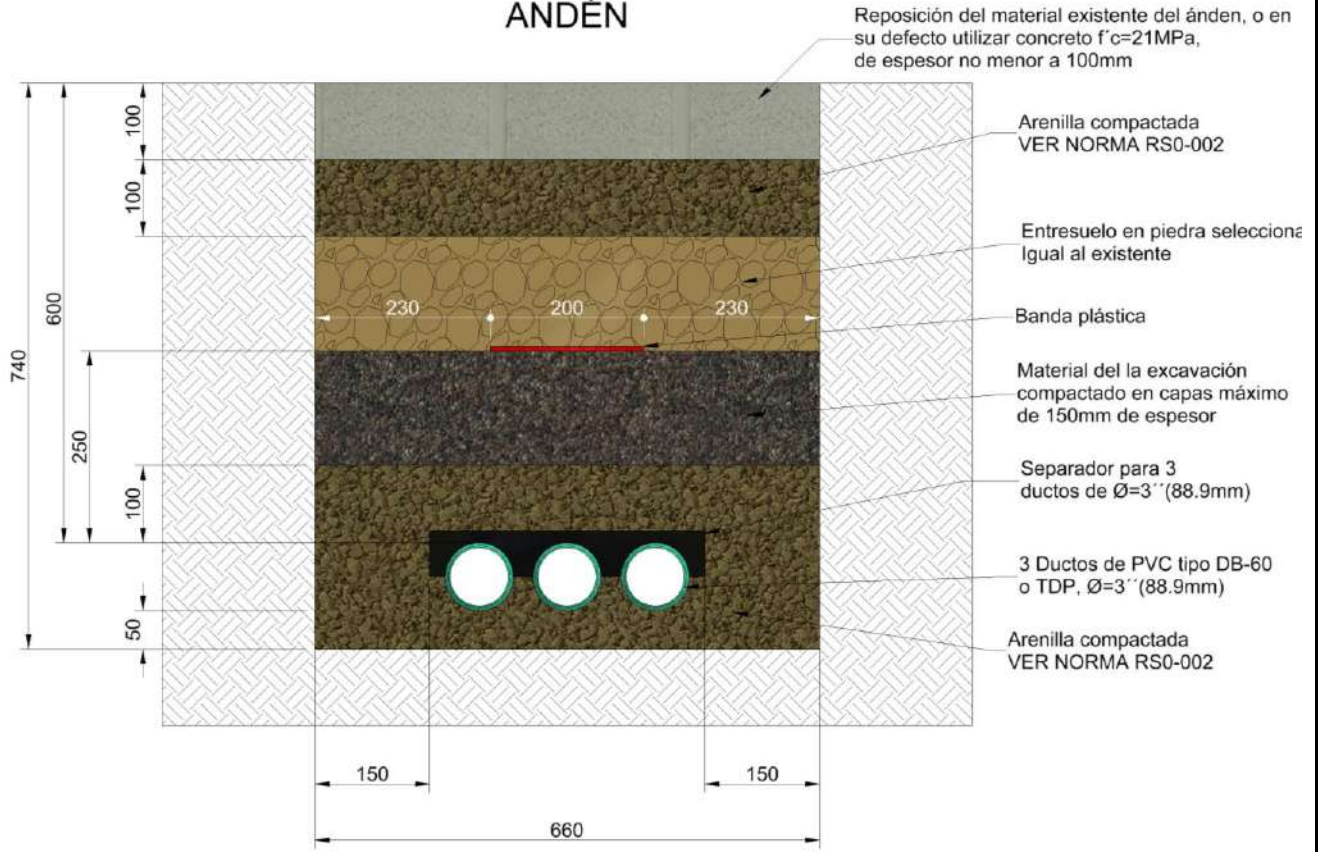 ANDÉN
Reposición del material existente del ánden, o en
su defecto utilizar concreto f´c=21MPa,
de espesor no menor a 100mm
Arenilla compactada
VER NORMA RS0-002
Entresuelo en piedra selecciona
Igual al existente
Banda plástica
Material del la excavación
compactado en capas máximo
de 150mm de espesor
Separador para 3
ductos de Ø=3´´(88.9mm)
3 Ductos de PVC tipo DB-60
o TDP, Ø=3´´(88.9mm)
Arenilla compactada
VER NORMA RS0-002
740
600
250
100
100
100
50
230
200
230
150
150
660